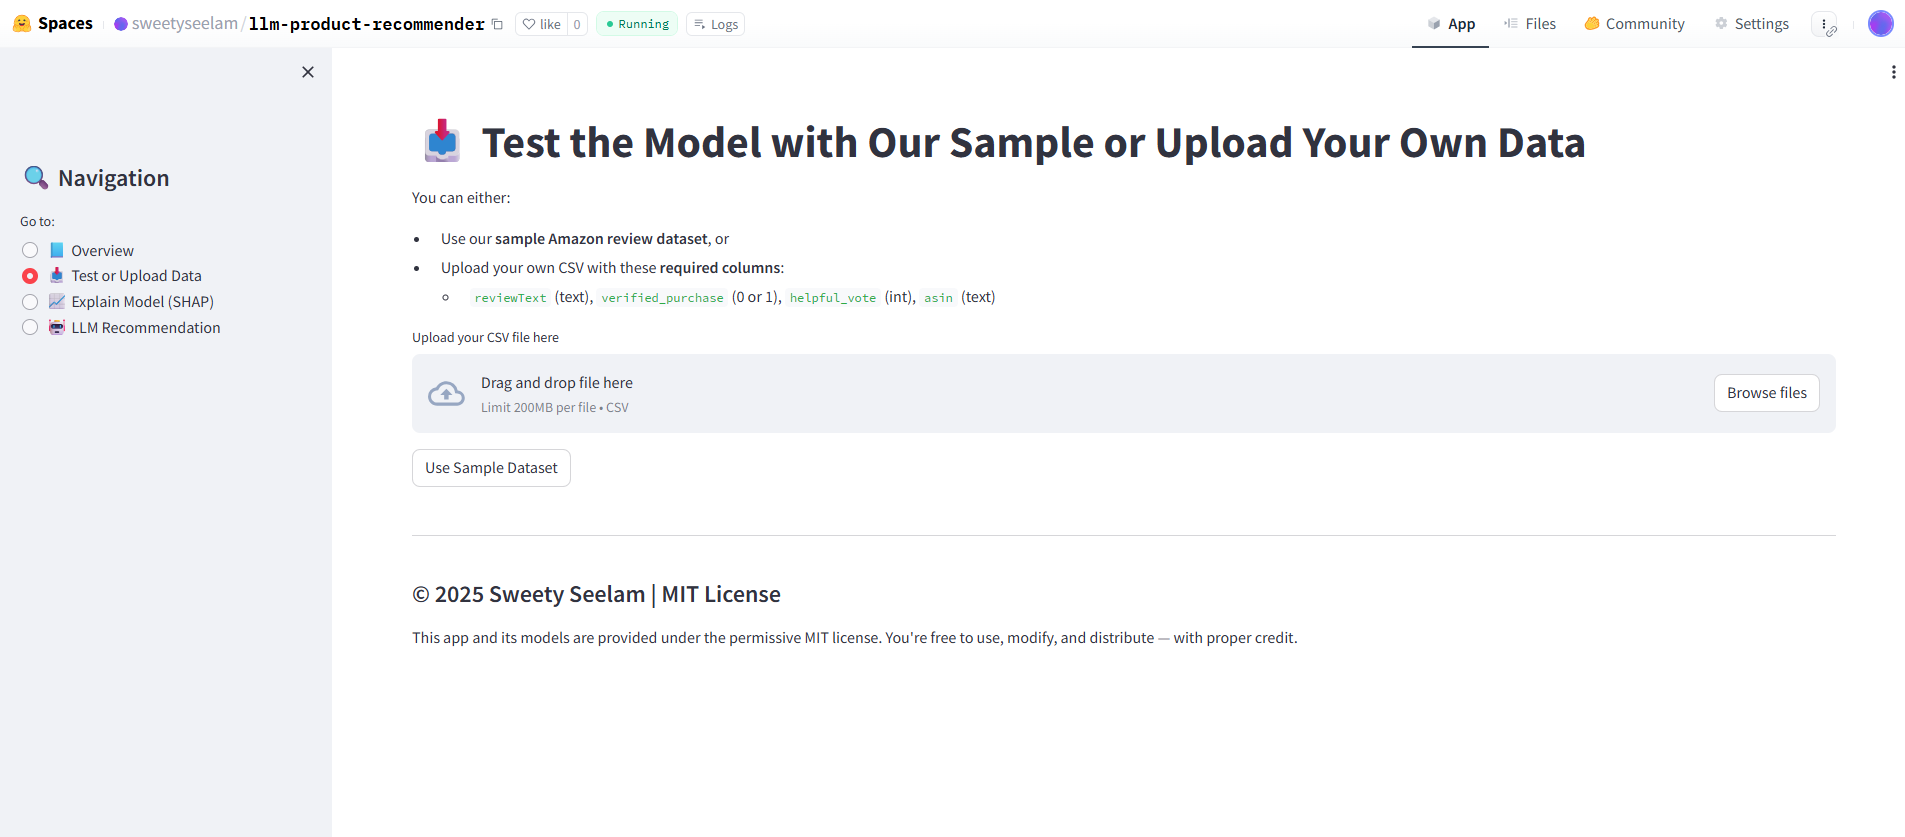 Spaces sweetyseelam/llm-product-recommender like 0 Running Logs App Files Community Settings
Navigation
Go to:
Overview
Test or Upload Data
Explain Model (SHAP)
LLM Recommendation
Test the Model with Our Sample or Upload Your Own Data
You can either:
• Use our sample Amazon review dataset, or
• Upload your own CSV with these required columns:
reviewText (text), verified_purchase (0 or 1), helpful_vote (int), asin (text)
Upload your CSV file here
Drag and drop file here
Limit 200MB per file • CSV
Browse files
Use Sample Dataset
© 2025 Sweety Seelam | MIT License
This app and its models are provided under the permissive MIT license. You're free to use, modify, and distribute — with proper credit.